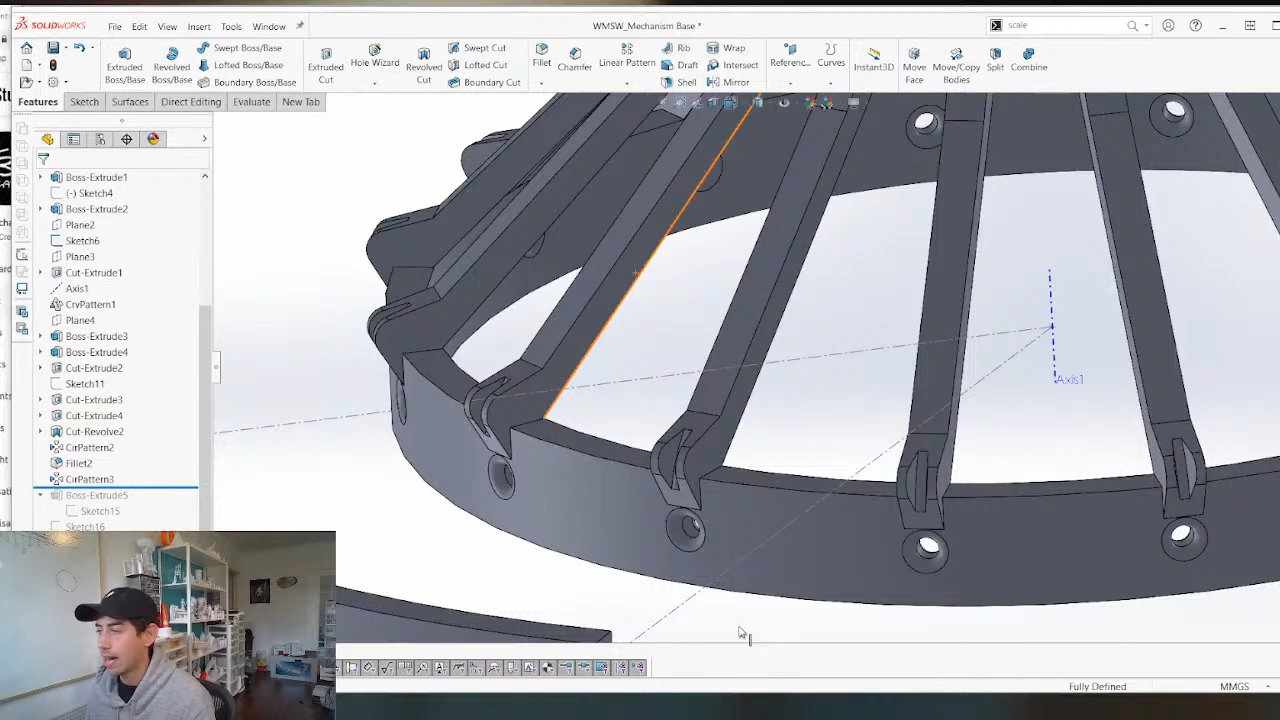 SOLIDWORKS
File Edit View Insert Tools Window
WMSW_Mechanism Base *
scale
Extruded Boss/Base
Revolved Boss/Base
Swept Boss/Base
Lofted Boss/Base
Boundary Boss/Base
Extruded Cut
Hole Wizard
Revolved Cut
Swept Cut
Lofted Cut
Boundary Cut
Fillet
Chamfer
Linear Pattern
Rib
Draft
Shell
Wrap
Intersect
Mirror
Referenc...
Curves
Instant3D
Move Face
Move/Copy Bodies
Split
Combine
Features Sketch Surfaces Direct Editing Evaluate New Tab
Boss-Extrude1
(-) Sketch4
Boss-Extrude2
Plane2
Sketch6
Plane3
Cut-Extrude1
Axis1
CrvPattern1
Plane4
Boss-Extrude3
Boss-Extrude4
Cut-Extrude2
Sketch11
Cut-Extrude3
Cut-Extrude4
Cut-Revolve2
CirPattern2
Fillet2
CirPattern3
Boss-Extrude5
Sketch15
Sketch16
Axis1
Fully Defined
MMGS